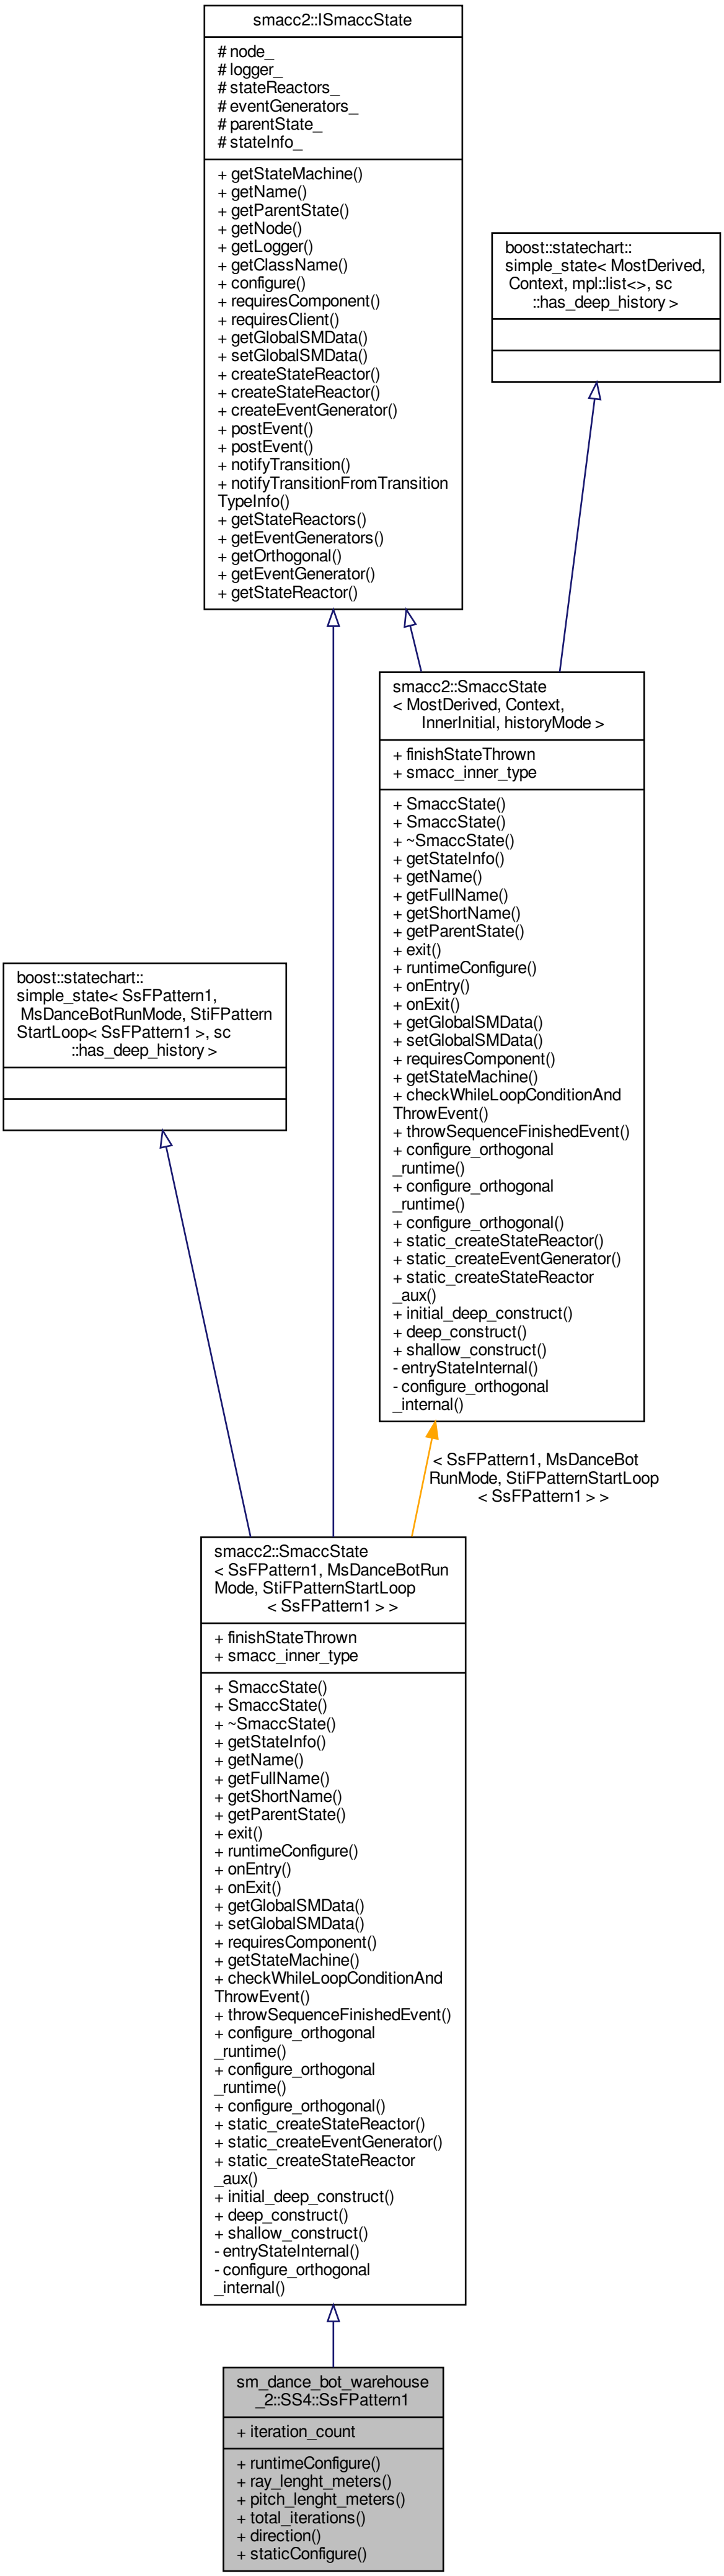 smacc2::ISmaccState
# node_
# logger_
# stateReactors_
# eventGenerators_
# parentState_
# stateInfo_
+ getStateMachine()
+ getName()
+ getParentState()
+ getNode()
+ getLogger()
+ getClassName()
+ configure()
+ requiresComponent()
+ requiresClient()
+ getGlobalSMData()
+ setGlobalSMData()
+ createStateReactor()
+ createStateReactor()
+ createEventGenerator()
+ postEvent()
+ postEvent()
+ notifyTransition()
+ notifyTransitionFromTransition
TypeInfo()
+ getStateReactors()
+ getEventGenerators()
+ getOrthogonal()
+ getEventGenerator()
+ getStateReactor()
boost::statechart::
simple_state< MostDerived,
Context, mpl::list<>, sc
::has_deep_history >
smacc2::SmaccState
< MostDerived, Context,
InnerInitial, historyMode >
+ finishStateThrown
+ smacc_inner_type
+ SmaccState()
+ SmaccState()
+ ~SmaccState()
+ getStateInfo()
+ getName()
+ getFullName()
+ getShortName()
+ getParentState()
+ exit()
+ runtimeConfigure()
+ onEntry()
+ onExit()
+ getGlobalSMData()
+ setGlobalSMData()
+ requiresComponent()
+ getStateMachine()
+ checkWhileLoopConditionAnd
ThrowEvent()
+ throwSequenceFinishedEvent()
+ configure_orthogonal
_runtime()
+ configure_orthogonal
_runtime()
+ configure_orthogonal()
+ static_createStateReactor()
+ static_createEventGenerator()
+ static_createStateReactor
_aux()
+ initial_deep_construct()
+ deep_construct()
+ shallow_construct()
- entryStateInternal()
- configure_orthogonal
_internal()
boost::statechart::
simple_state< SsFPattern1,
MsDanceBotRunMode, StiFPattern
StartLoop< SsFPattern1 >, sc
::has_deep_history >
< SsFPattern1, MsDanceBot
RunMode, StiFPatternStartLoop
< SsFPattern1 > >
smacc2::SmaccState
< SsFPattern1, MsDanceBotRun
Mode, StiFPatternStartLoop
< SsFPattern1 > >
+ finishStateThrown
+ smacc_inner_type
+ SmaccState()
+ SmaccState()
+ ~SmaccState()
+ getStateInfo()
+ getName()
+ getFullName()
+ getShortName()
+ getParentState()
+ exit()
+ runtimeConfigure()
+ onEntry()
+ onExit()
+ getGlobalSMData()
+ setGlobalSMData()
+ requiresComponent()
+ getStateMachine()
+ checkWhileLoopConditionAnd
ThrowEvent()
+ throwSequenceFinishedEvent()
+ configure_orthogonal
_runtime()
+ configure_orthogonal
_runtime()
+ configure_orthogonal()
+ static_createStateReactor()
+ static_createEventGenerator()
+ static_createStateReactor
_aux()
+ initial_deep_construct()
+ deep_construct()
+ shallow_construct()
- entryStateInternal()
- configure_orthogonal
_internal()
sm_dance_bot_warehouse
_2::SS4::SsFPattern1
+ iteration_count
+ runtimeConfigure()
+ ray_lenght_meters()
+ pitch_lenght_meters()
+ total_iterations()
+ direction()
+ staticConfigure()